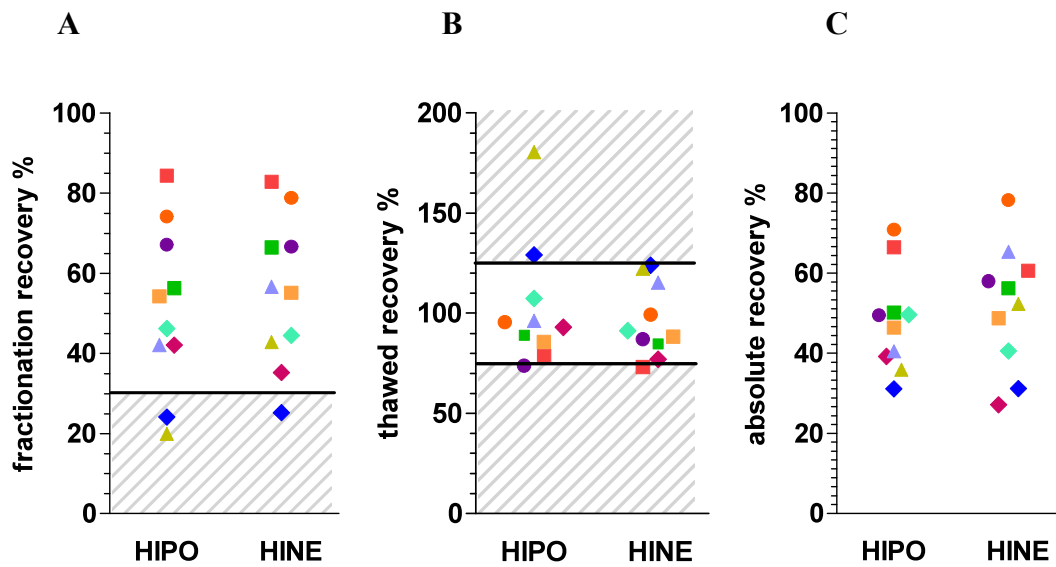 A
B
C
fractionation recovery %
100
80
60
40
20
0
HIPO
HINE
thawed recovery %
200
150
100
50
0
HIPO
HINE
absolute recovery %
100
80
60
40
20
0
HIPO
HINE